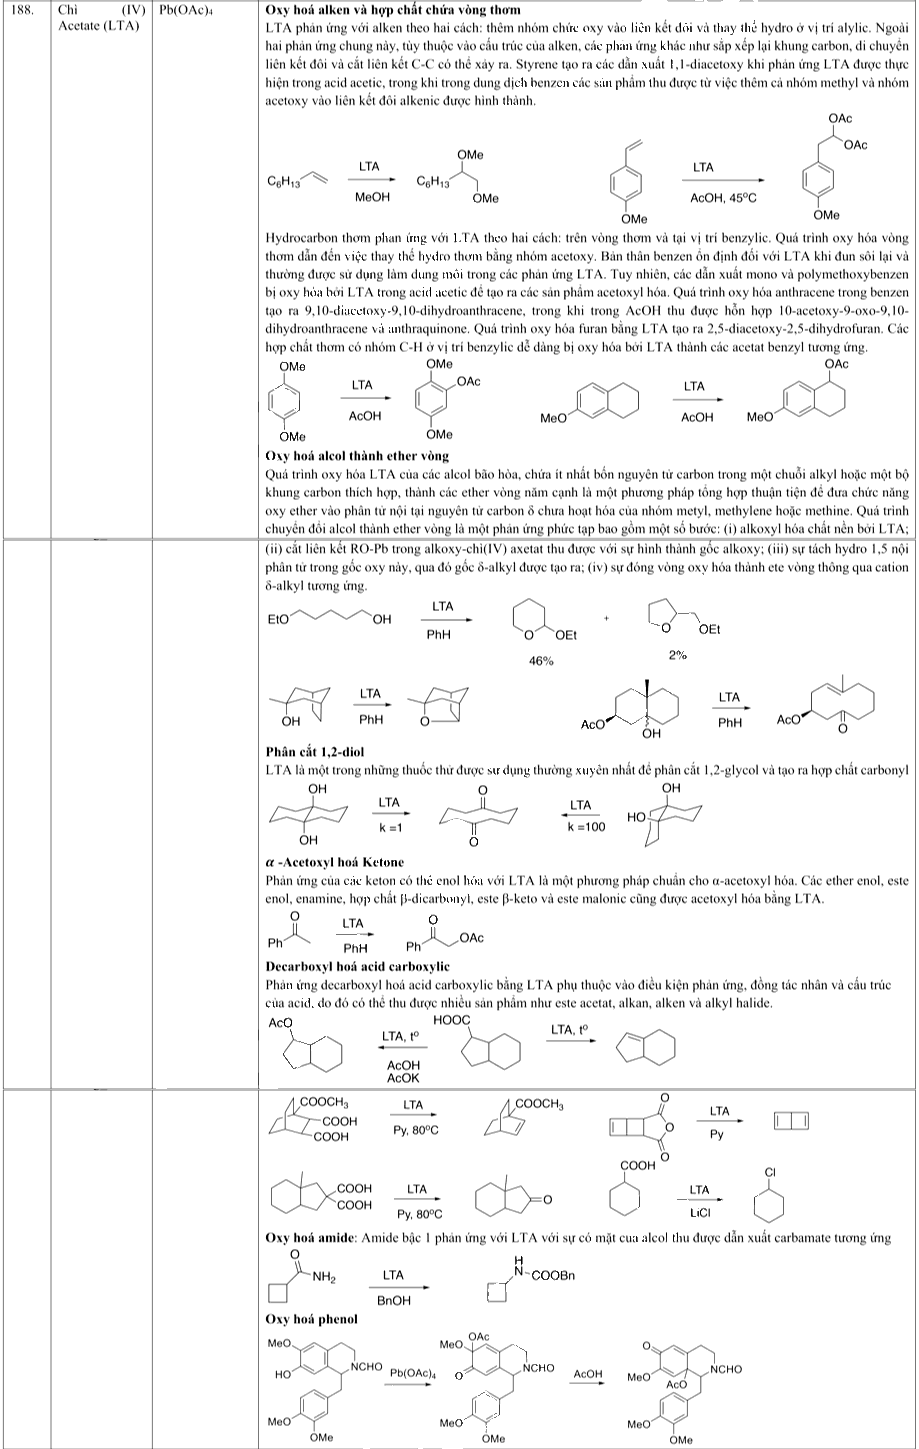 188. Chì (IV) Pb(OAc)₄ Oxy hoá alken và hợp chất chứa vòng thơm
Acetate (LTA) LTA phản ứng với alken theo hai cách: thêm nhóm chức oxy vào liên kết đôi và thay thế hydro ở vị trí alylic. Ngoài
hai phản ứng chung này, tùy thuộc vào cấu trúc của alken, các phản ứng khác như sắp xếp lại khung carbon, di chuyển
liên kết đôi và cắt liên kết C-C có thể xảy ra. Styrene tạo ra các dẫn xuất 1,1-diacetoxy khi phản ứng LTA được thực
hiện trong acid acetic, trong khi trong dung dịch benzen các sản phẩm thu được từ việc thêm cả nhóm methyl và nhóm
acetoxy vào liên kết đôi alkenic được hình thành.
C₆H₁₃ LTA MeOH C₆H₁₃ OMe OMe OMe LTA AcOH, 45ºC OAc OAc OMe
Hydrocarbon thơm phản ứng với LTA theo hai cách: trên vòng thơm và tại vị trí benzylic. Quá trình oxy hóa vòng
thơm dẫn đến việc thay thế hydro thơm bằng nhóm acetoxy. Bản thân benzen ổn định đối với LTA khi đun sôi lại và
thường được sử dụng làm dung môi trong các phản ứng LTA. Tuy nhiên, các dẫn xuất mono và polymethoxybenzen
bị oxy hóa bởi LTA trong acid acetic để tạo ra các sản phẩm acetoxyl hóa. Quá trình oxy hóa anthracene trong benzen
tạo ra 9,10-diacetoxy-9,10-dihydroanthracene, trong khi trong AcOH thu được hỗn hợp 10-acetoxy-9-oxo-9,10-
dihydroanthracene và anthraquinone. Quá trình oxy hóa furan bằng LTA tạo ra 2,5-diacetoxy-2,5-dihydrofuran. Các
hợp chất thơm có nhóm C-H ở vị trí benzylic dễ dàng bị oxy hóa bởi LTA thành các acetat benzyl tương ứng.
OMe OMe LTA AcOH OMe OAc OMe MeO LTA AcOH OAc MeO
Oxy hoá alcol thành ether vòng
Quá trình oxy hóa LTA của các alcol bão hòa, chứa ít nhất bốn nguyên tử carbon trong một chuỗi alkyl hoặc một bộ
khung carbon thích hợp, thành các ether vòng năm cạnh là một phương pháp tổng hợp thuận tiện để đưa chức năng
oxy ether vào phân tử nội tại nguyên tử carbon δ chưa hoạt hóa của nhóm metyl, methylene hoặc methine. Quá trình
chuyển đổi alcol thành ether vòng là một phản ứng phức tạp bao gồm một số bước: (i) alkoxyl hóa chất nền bởi LTA;
(ii) cắt liên kết RO-Pb trong alkoxy-chì(IV) axetat thu được với sự hình thành gốc alkoxy; (iii) sự tách hydro 1,5 nội
phân tử trong gốc oxy này, qua đó gốc δ-alkyl được tạo ra; (iv) sự đóng vòng oxy hóa thành ete vòng thông qua cation
δ-alkyl tương ứng.
EtO OH LTA PhH O OEt 46% + O OEt 2%
OH LTA PhH O AcO OH LTA PhH AcO O
Phân cắt 1,2-diol
LTA là một trong những thuốc thử được sử dụng thường xuyên nhất để phân cắt 1,2-glycol và tạo ra hợp chất carbonyl
OH OH LTA k =1 O O LTA k =100 HO OH
α -Acetoxyl hoá Ketone
Phản ứng của các keton có thể enol hóa với LTA là một phương pháp chuẩn cho α-acetoxyl hóa. Các ether enol, este
enol, enamine, hợp chất β-dicarbonyl, este β-keto và este malonic cũng được acetoxyl hóa bằng LTA.
Ph O LTA PhH Ph O OAc
Decarboxyl hoá acid carboxylic
Phản ứng decarboxyl hoá acid carboxylic bằng LTA phụ thuộc vào điều kiện phản ứng, đồng tác nhân và cấu trúc
của acid, do đó có thể thu được nhiều sản phẩm như este acetat, alkan, alken và alkyl halide.
AcO LTA, tº AcOH AcOK HOOC LTA, tº
COOCH₃ COOH COOH LTA Py, 80ºC COOCH₃ O O O LTA Py
COOH COOH LTA Py, 80ºC O COOH LTA LiCl Cl
Oxy hoá amide: Amide bậc 1 phản ứng với LTA với sự có mặt của alcol thu được dẫn xuất carbamate tương ứng
O NH₂ LTA BnOH H N COOBn
Oxy hoá phenol
MeO HO NCHO MeO OMe Pb(OAc)₄ MeO OAc O NCHO MeO OMe AcOH O MeO AcO NCHO MeO OMe